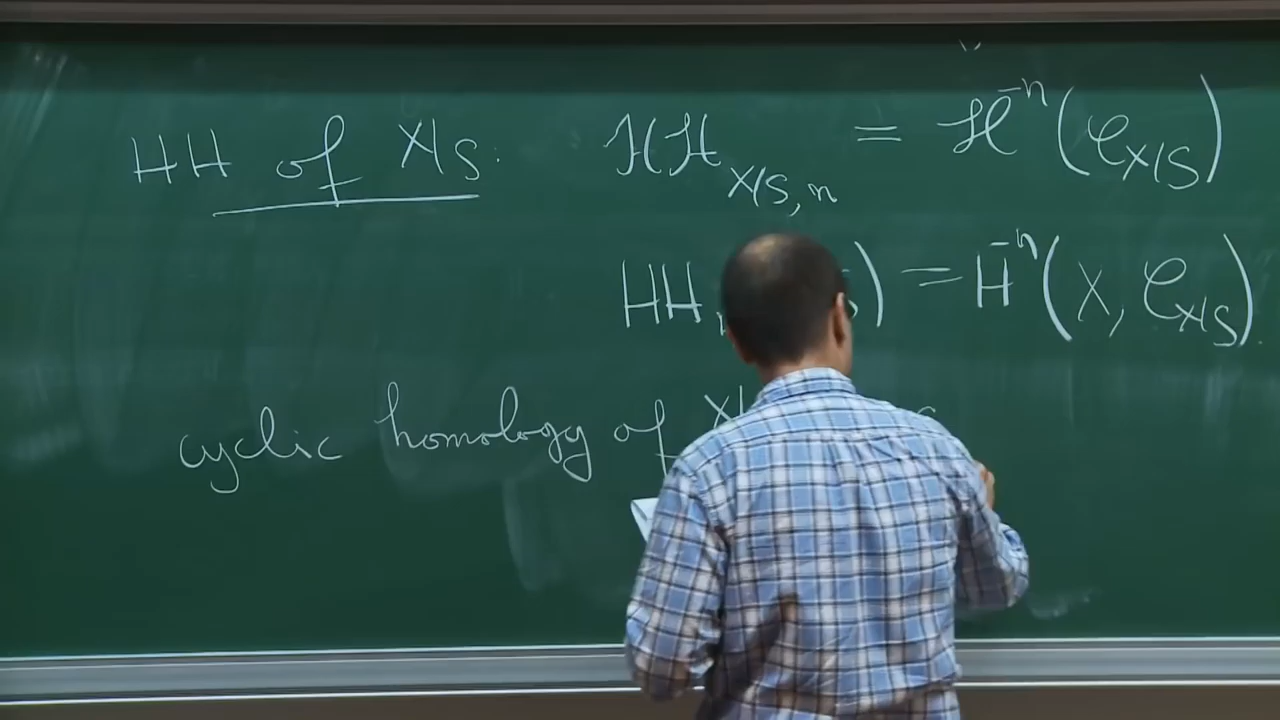 HH of X/S: ℋℋ_{X/S,n} = ℋ^{-n}(𝒞_{X/S})
HH ) = H^{-n}(X, 𝒞_{X/S}).
cyclic homology of X